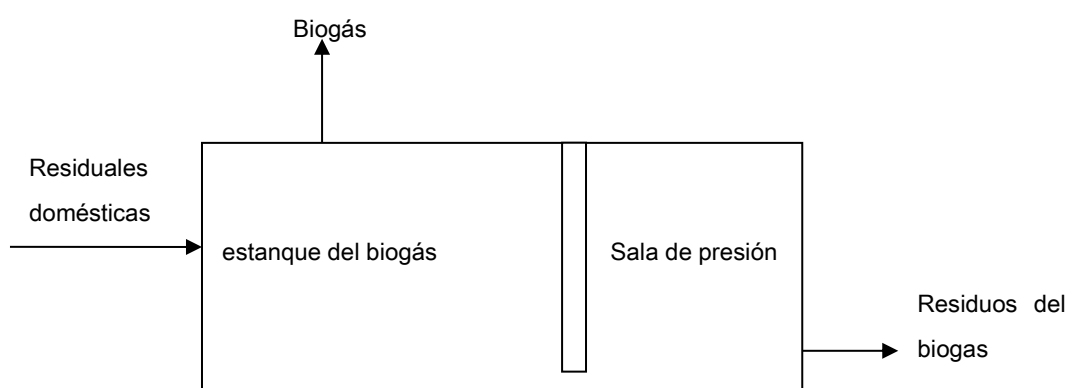 Biogás
Residuales
domésticas
estanque del biogás
Sala de presión
Residuos del
biogas